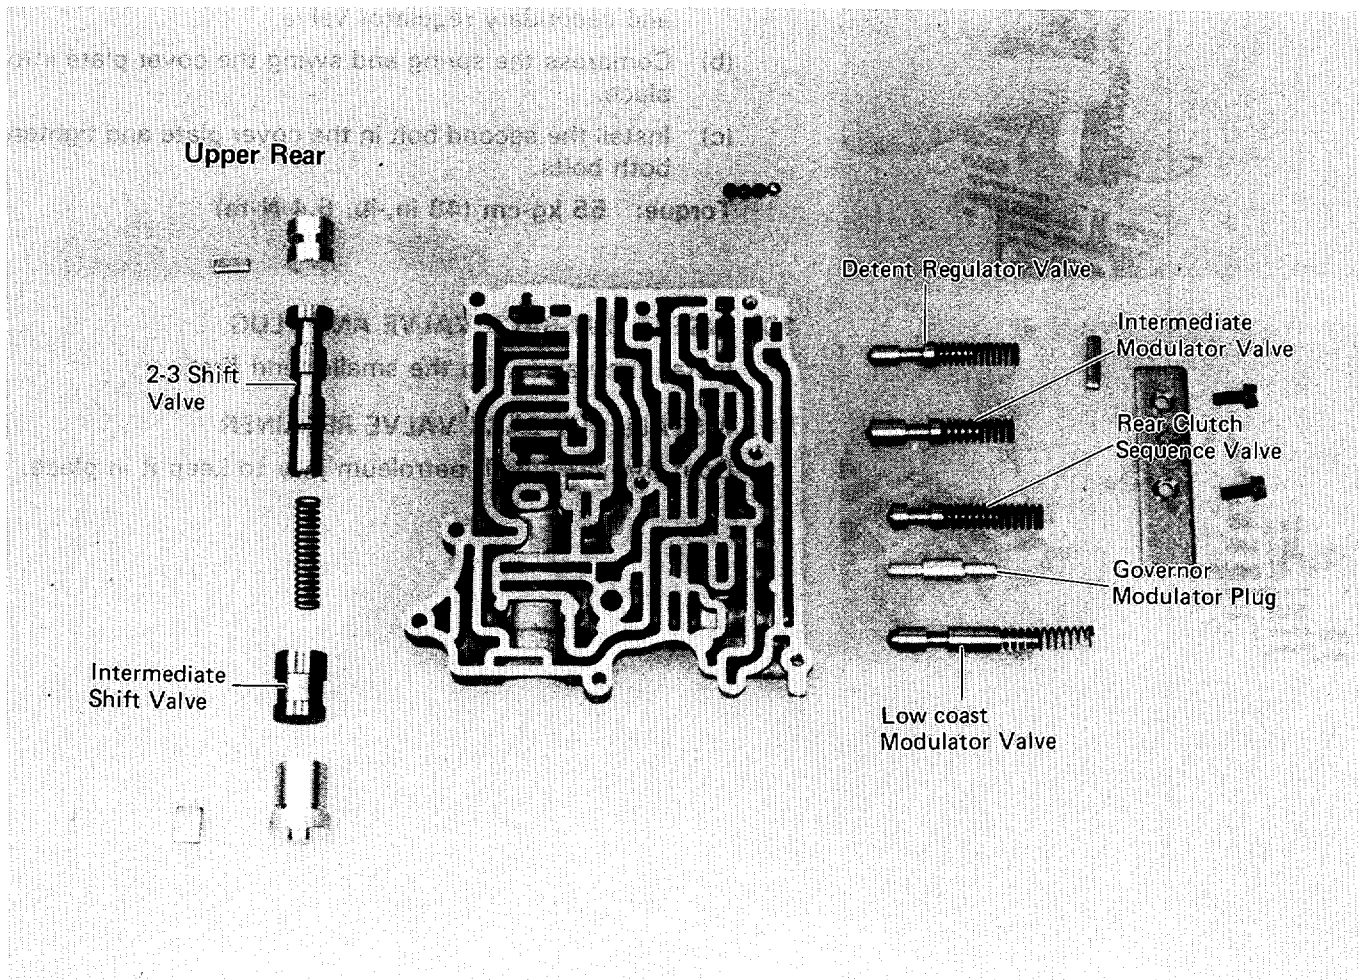 Upper Rear
2-3 Shift
Valve
Intermediate
Shift Valve
Detent Regulator Valve
Intermediate
Modulator Valve
Rear Clutch
Sequence Valve
Governor
Modulator Plug
Low coast
Modulator Valve
(b) Compress the spring and swing the cover plate into
block.
(c) Install the second bolt in the cover plate and tighten
both bolts.
Torque: 55 kg-cm (48 in.-lb, 5.4 N·m)